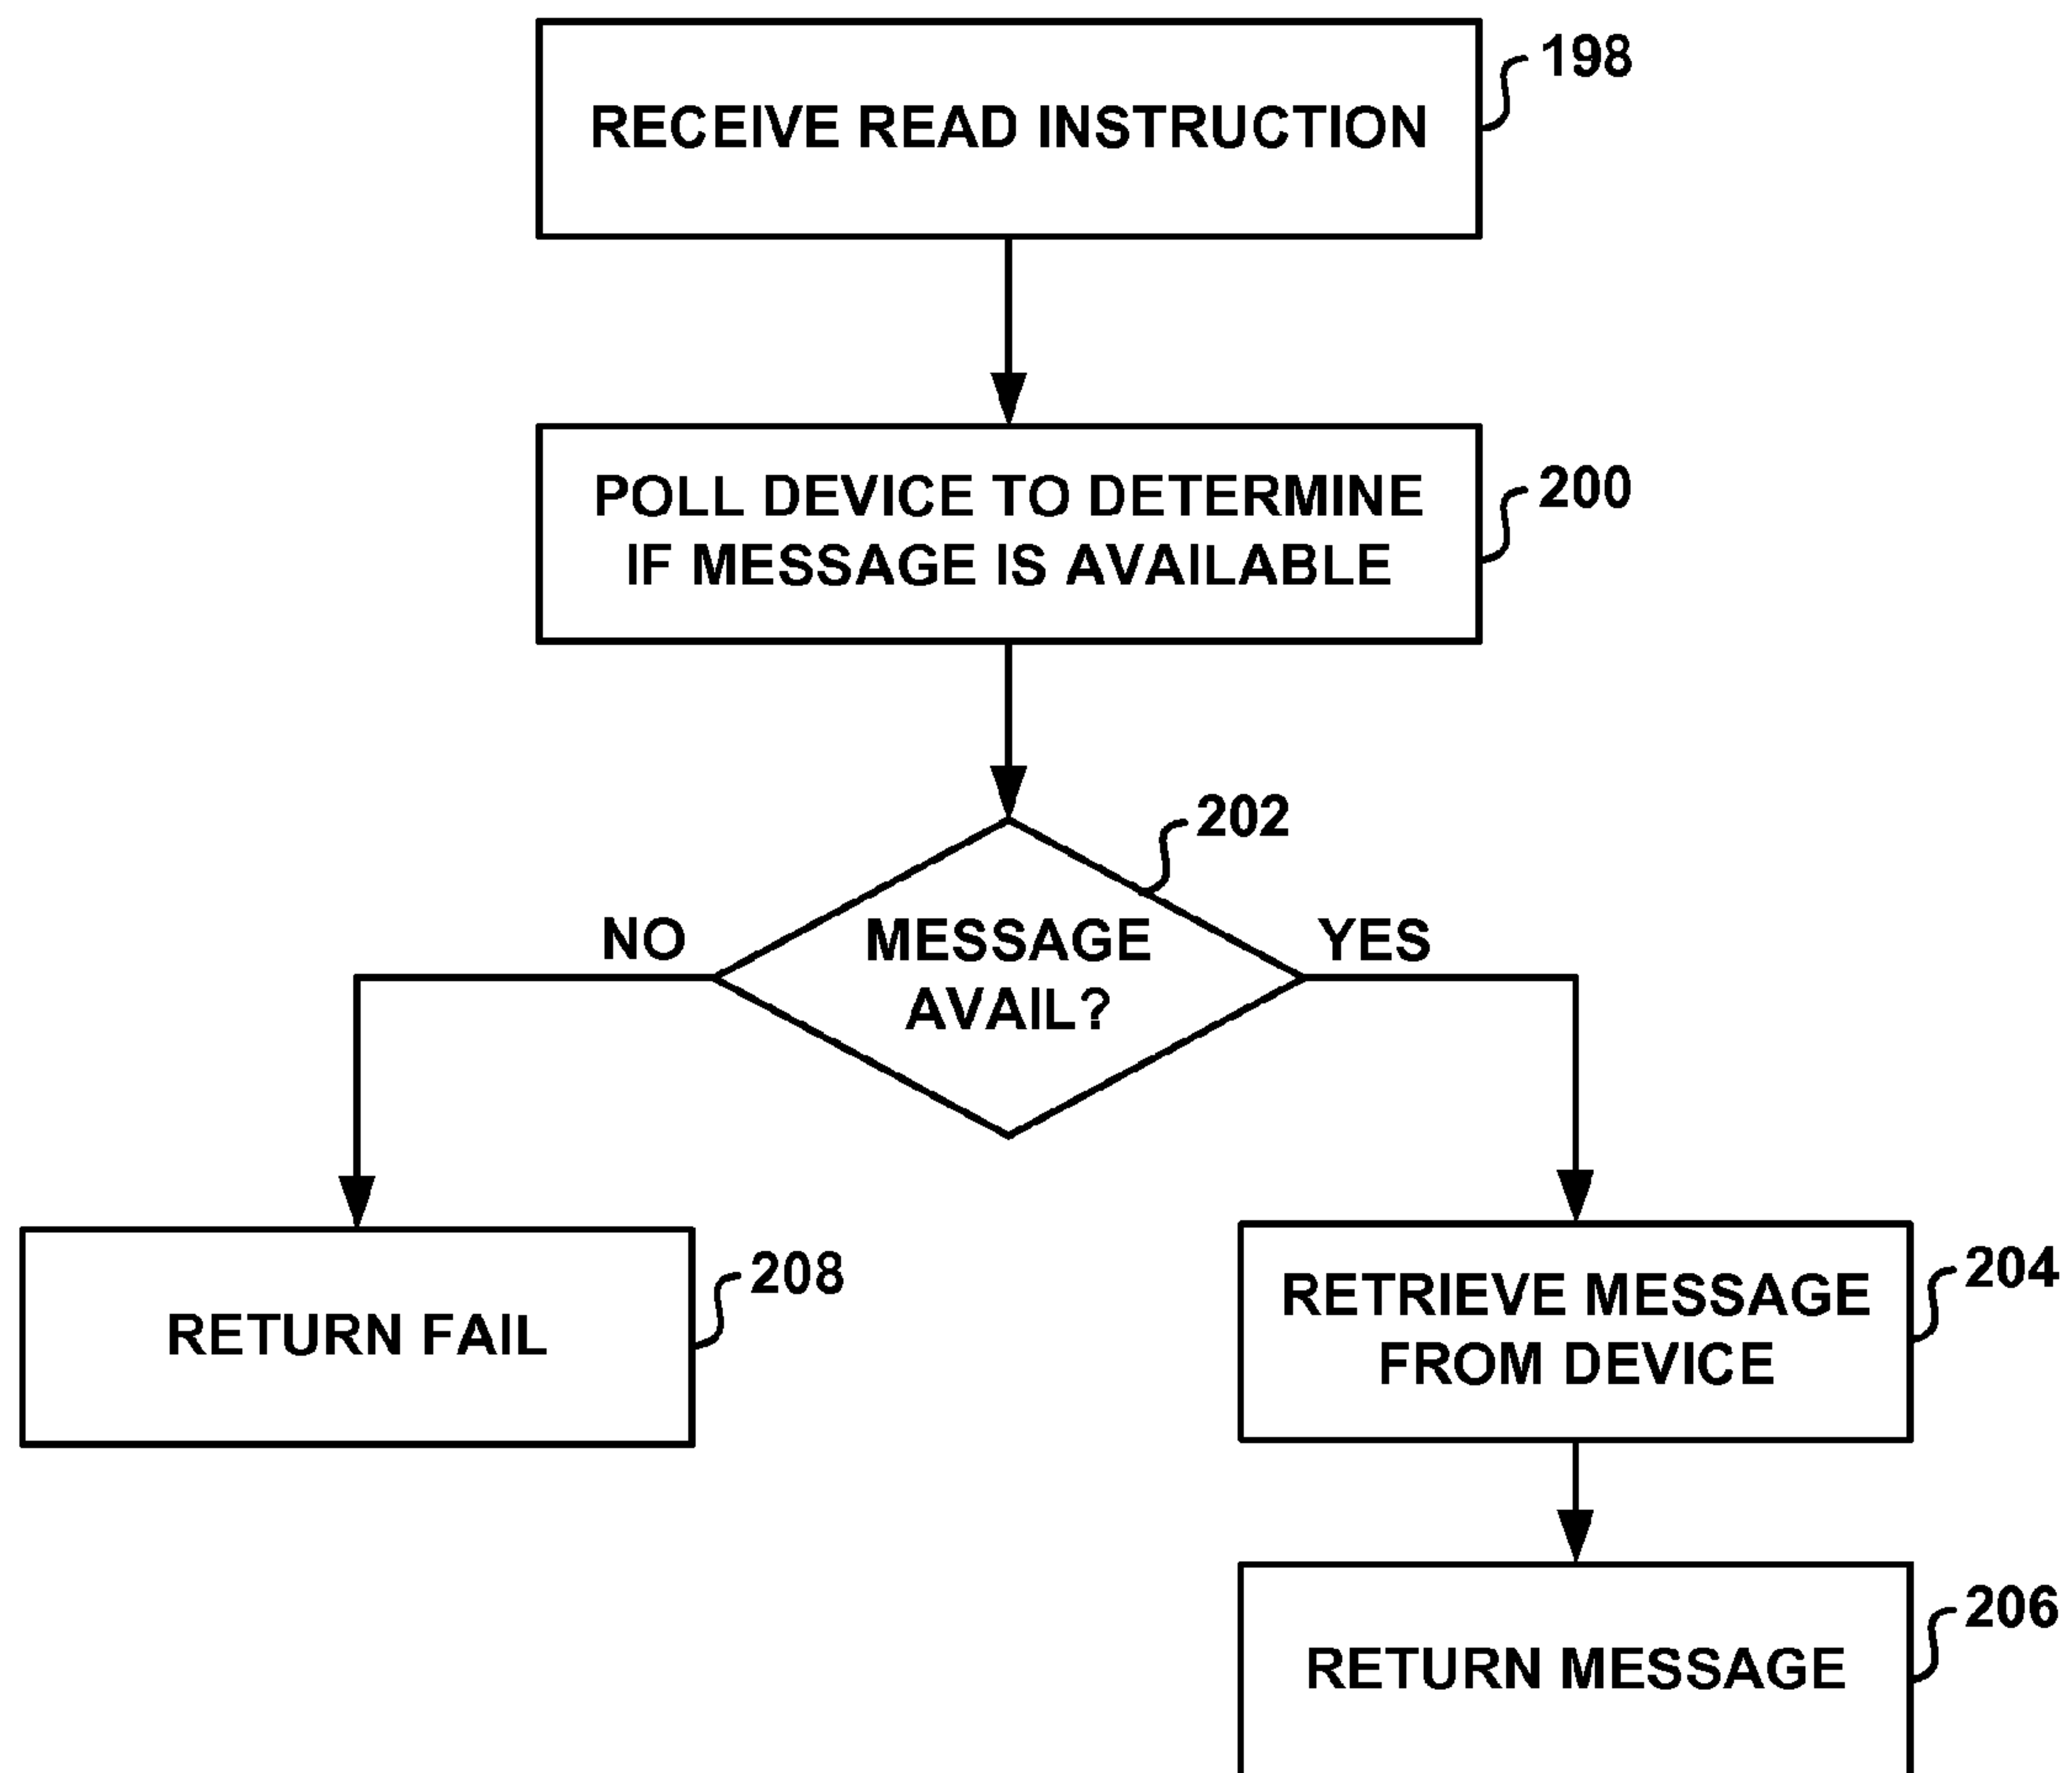 198
RECEIVE READ INSTRUCTION
200
POLL DEVICE TO DETERMINE
IF MESSAGE IS AVAILABLE
202
NO
MESSAGE
AVAIL?
YES
208
RETURN FAIL
204
RETRIEVE MESSAGE
FROM DEVICE
206
RETURN MESSAGE